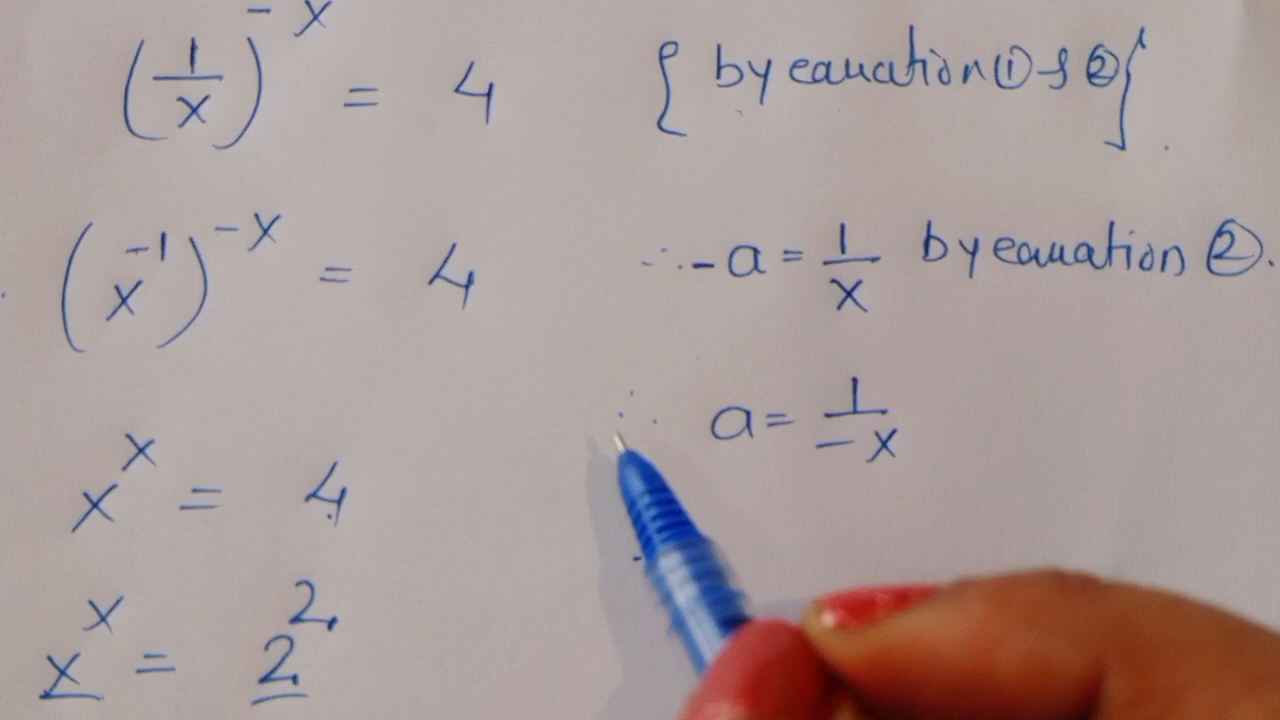 (1/x)^-x = 4 { by eauation ① & ② } .
(x^-1)^-x = 4 ∴ -a = 1/x by eauation ②.
x^x = 4 ∴ a = 1/-x
x^x = 2^2